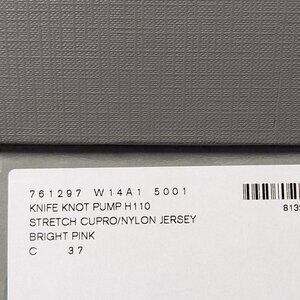 761297 W14A1 5001
KNIFE KNOT PUMP H110
STRETCH CUPRO/NYLON JERSEY
BRIGHT PINK
C 37